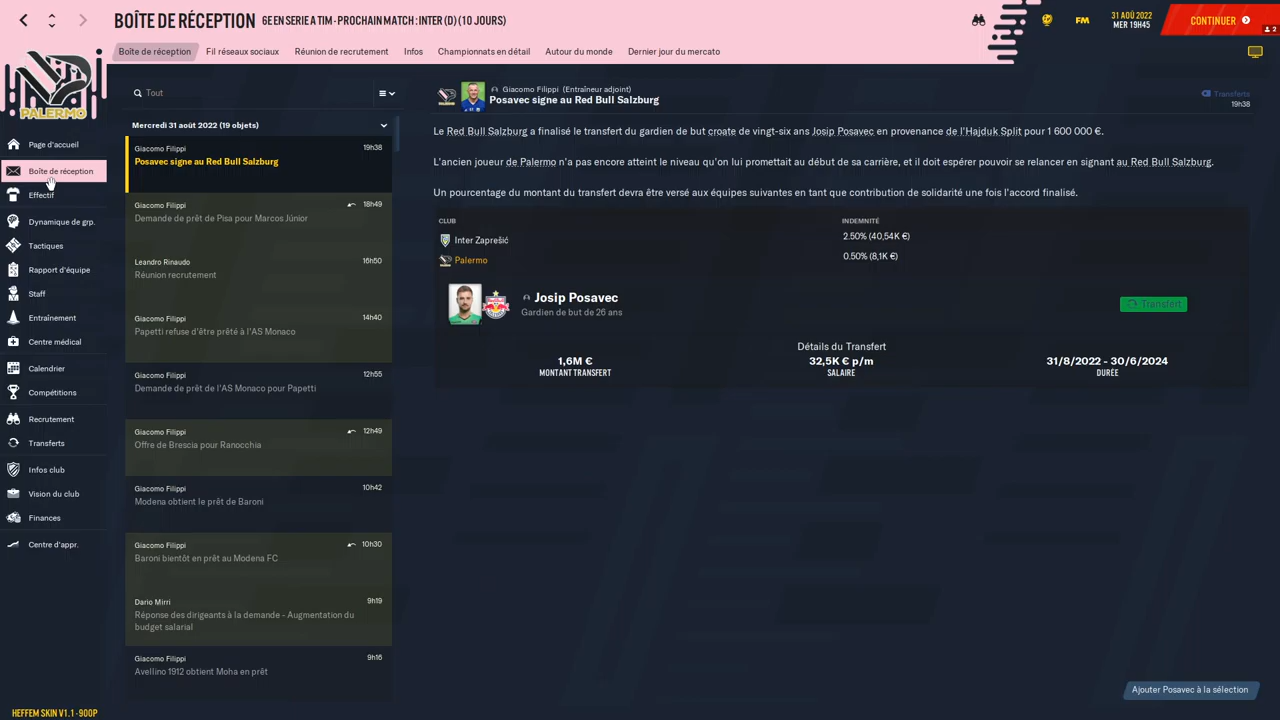 BOÎTE DE RÉCEPTION
6E EN SERIE A TIM - PROCHAIN MATCH : INTER (D) (10 JOURS)
FM
31 AOÛ 2022
MER 19H45
CONTINUER
2
Boîte de réception
Fil réseaux sociaux
Réunion de recrutement
Infos
Championnats en détail
Autour du monde
Dernier jour du mercato
PALERMO
Page d'accueil
Boîte de réception
Effectif
Dynamique de grp.
Tactiques
Rapport d'équipe
Staff
Entraînement
Centre médical
Calendrier
Compétitions
Recrutement
Transferts
Infos club
Vision du club
Finances
Centre d'appr.
HEFFEM SKIN V1.1 -900P
Tout
Mercredi 31 août 2022 (19 objets)
Giacomo Filippi 19h38
Posavec signe au Red Bull Salzburg
Giacomo Filippi 18h49
Demande de prêt de Pisa pour Marcos Júnior
Leandro Rinaudo 16h50
Réunion recrutement
Giacomo Filippi 14h40
Papetti refuse d'être prêté à l'AS Monaco
Giacomo Filippi 12h55
Demande de prêt de l'AS Monaco pour Papetti
Giacomo Filippi 12h49
Offre de Brescia pour Ranocchia
Giacomo Filippi 10h42
Modena obtient le prêt de Baroni
Giacomo Filippi 10h30
Baroni bientôt en prêt au Modena FC
Dario Mirri 9h19
Réponse des dirigeants à la demande - Augmentation du
budget salarial
Giacomo Filippi 9h16
Avellino 1912 obtient Moha en prêt
Giacomo Filippi (Entraîneur adjoint)
Posavec signe au Red Bull Salzburg
Transferts
19h38
Le Red Bull Salzburg a finalisé le transfert du gardien de but croate de vingt-six ans Josip Posavec en provenance de l'Hajduk Split pour 1 600 000 €.
L'ancien joueur de Palermo n'a pas encore atteint le niveau qu'on lui promettait au début de sa carrière, et il doit espérer pouvoir se relancer en signant au Red Bull Salzburg.
Un pourcentage du montant du transfert devra être versé aux équipes suivantes en tant que contribution de solidarité une fois l'accord finalisé.
CLUB INDEMNITÉ
Inter Zaprešić 2.50% (40,54K €)
Palermo 0.50% (8,1K €)
Josip Posavec
Gardien de but de 26 ans
Transfert
Détails du Transfert
1,6M € 32,5K € p/m 31/8/2022 - 30/6/2024
MONTANT TRANSFERT SALAIRE DURÉE
Ajouter Posavec à la sélection